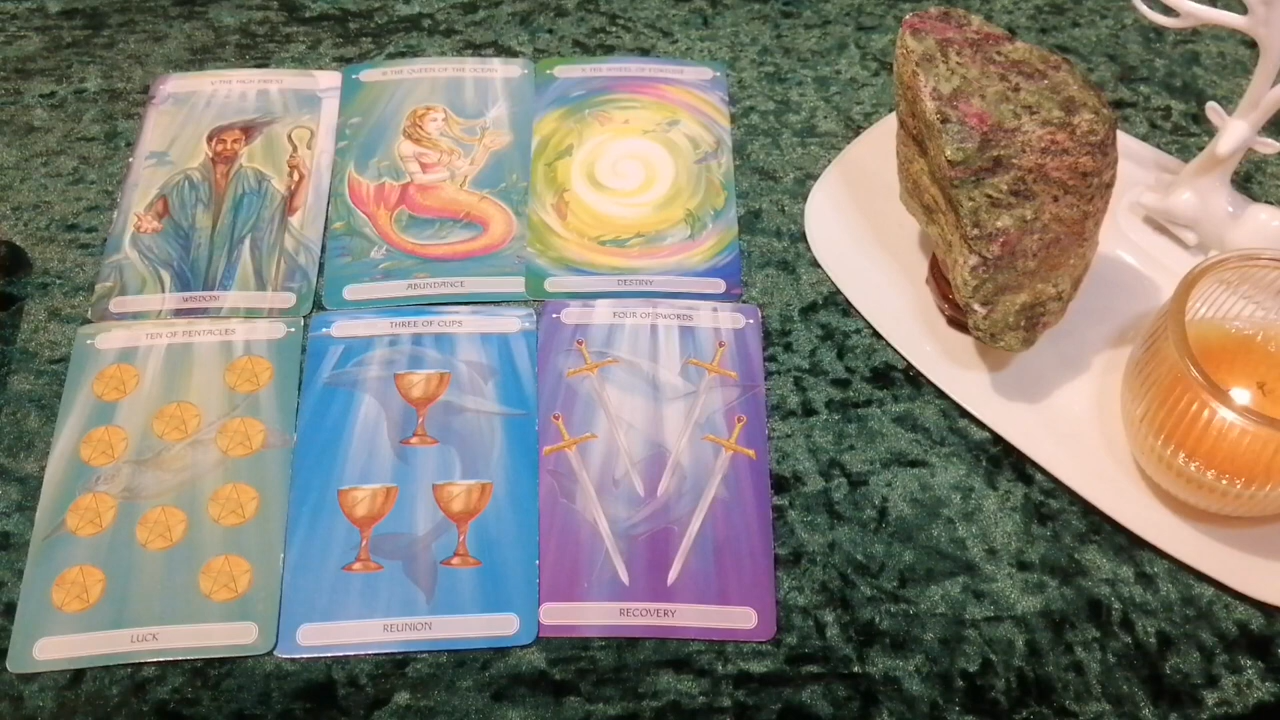 V THE HIGH PRIEST
III THE QUEEN OF THE OCEAN
X THE WHEEL OF FORTUNE
WISDOM
ABUNDANCE
DESTINY
TEN OF PENTACLES
THREE OF CUPS
FOUR OF SWORDS
LUCK
REUNION
RECOVERY